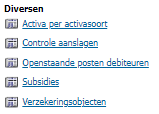 Diversen
Activa per activasoort
Controle aanslagen
Openstaande posten debiteuren
Subsidies
Verzekeringsobjecten